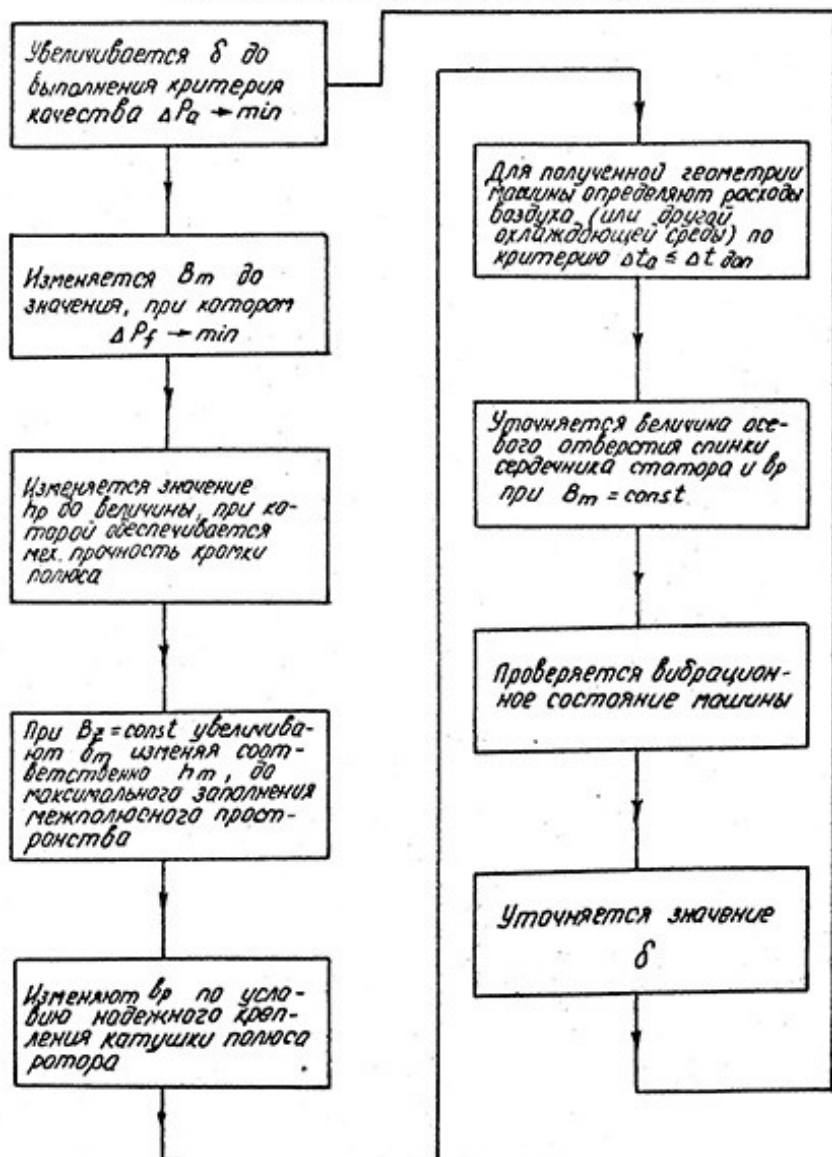 Увеличивается δ до
выполнения критерия
качества ΔPa → min
Изменяется Bm до
значения, при котором
ΔPf → min
Изменяется значение
hp до величины, при ко-
торой обеспечивается
мех. прочность кромки
полюса
При Bz = const увеличива-
ют bm изменяя соот-
ветственно hm, до
максимального заполнения
межполюсного прост-
ранства
Изменяют bp по усло-
вию надежного креп-
ления катушки полюса
ротора
Для полученной геометрии
машины определяют расходы
воздуха (или другой
охлаждающей среды) по
критерию Δta ≤ Δt доп
Уточняется величина осе-
вого отверстия спинки
сердечника статора и bp
при Bm = const
Проверяется вибрацион-
ное состояние машины
Уточняется значение
δ